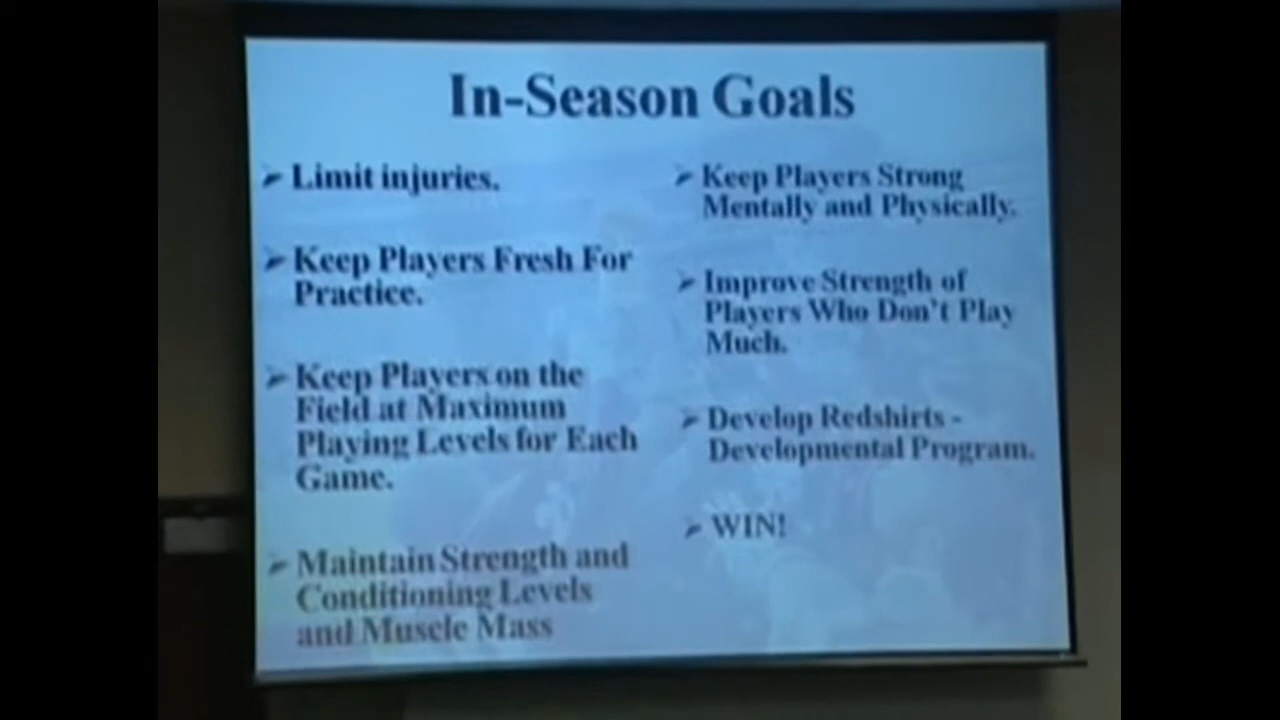 In-Season Goals
➢ Limit injuries.
➢ Keep Players Fresh For
Practice.
➢ Keep Players on the
Field at Maximum
Playing Levels for Each
Game.
➢ Maintain Strength and
Conditioning Levels
and Muscle Mass
➢ Keep Players Strong
Mentally and Physically.
➢ Improve Strength of
Players Who Don't Play
Much.
➢ Develop Redshirts -
Developmental Program.
➢ WIN!